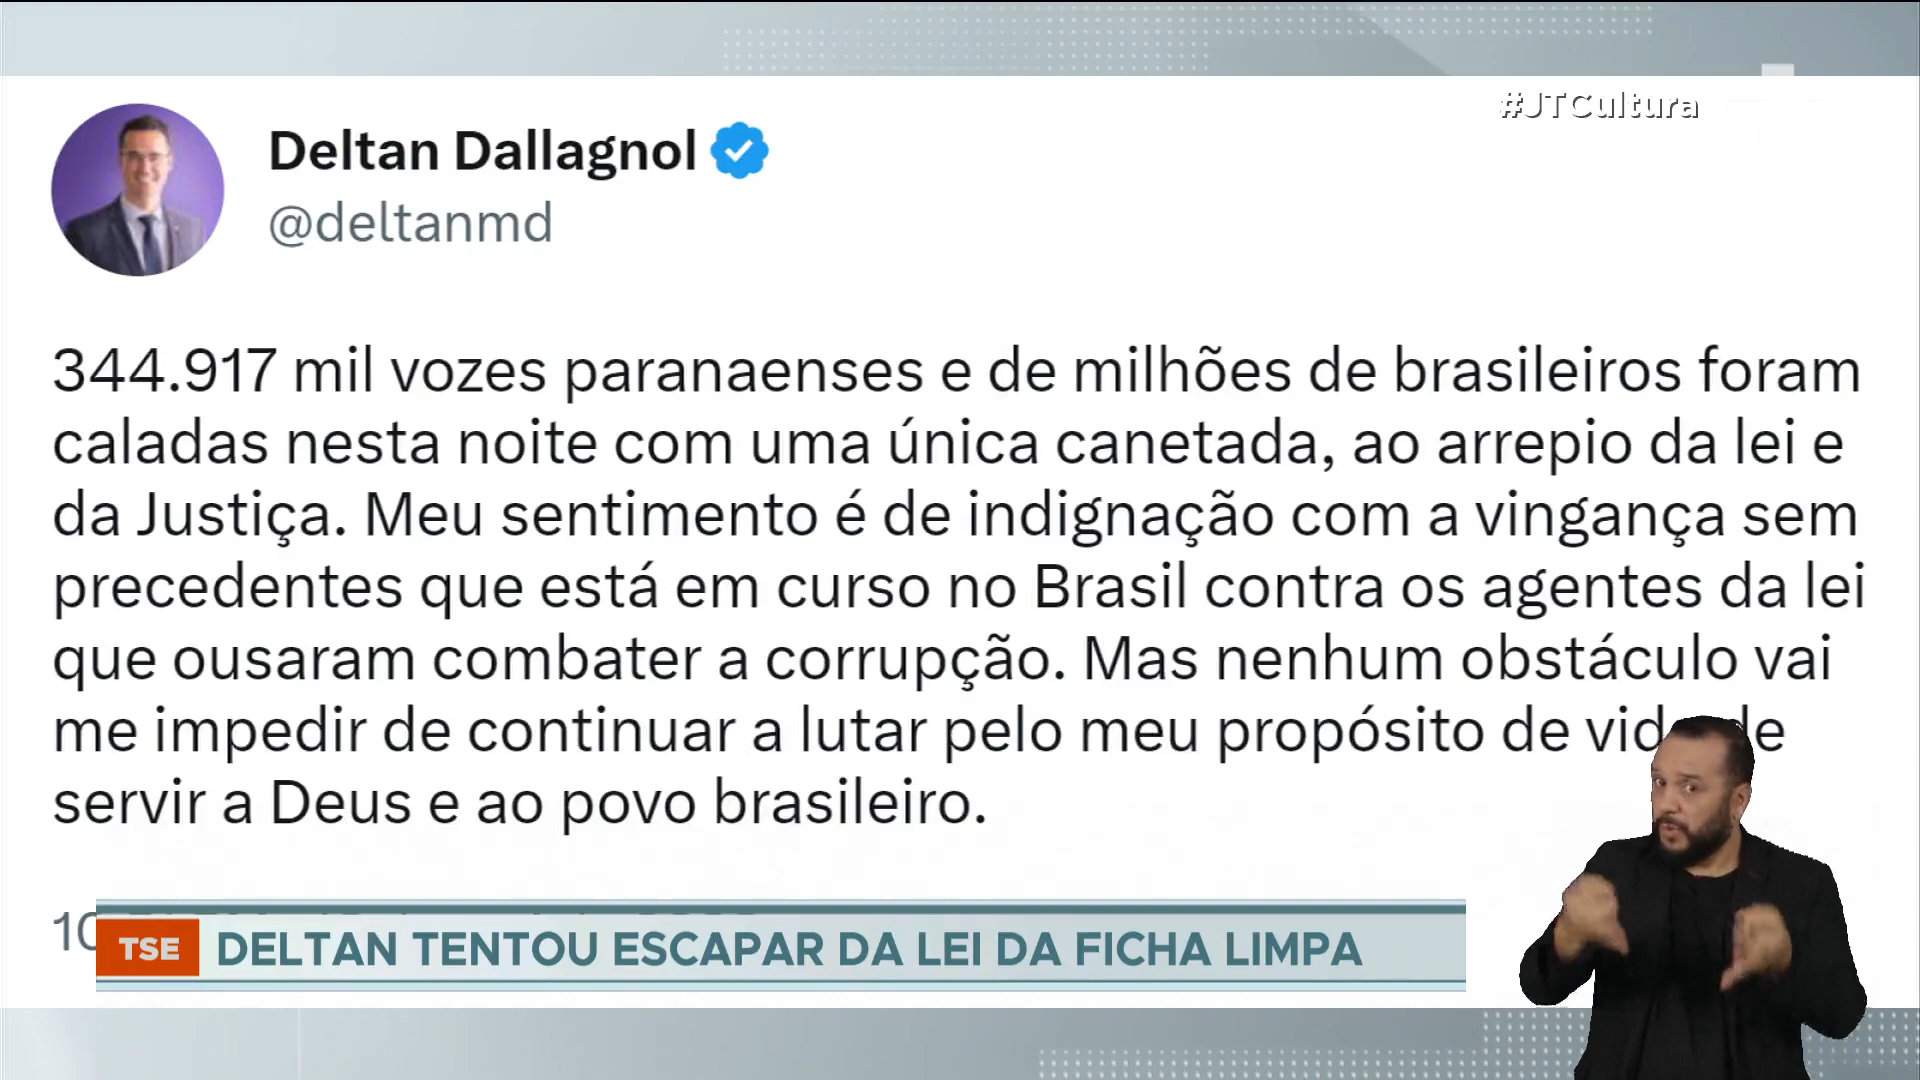 #JTCultura
Deltan Dallagnol
@deltanmd
344.917 mil vozes paranaenses e de milhões de brasileiros foram
caladas nesta noite com uma única canetada, ao arrepio da lei e
da Justiça. Meu sentimento é de indignação com a vingança sem
precedentes que está em curso no Brasil contra os agentes da lei
que ousaram combater a corrupção. Mas nenhum obstáculo vai
me impedir de continuar a lutar pelo meu propósito de vida de
servir a Deus e ao povo brasileiro.
TSE DELTAN TENTOU ESCAPAR DA LEI DA FICHA LIMPA